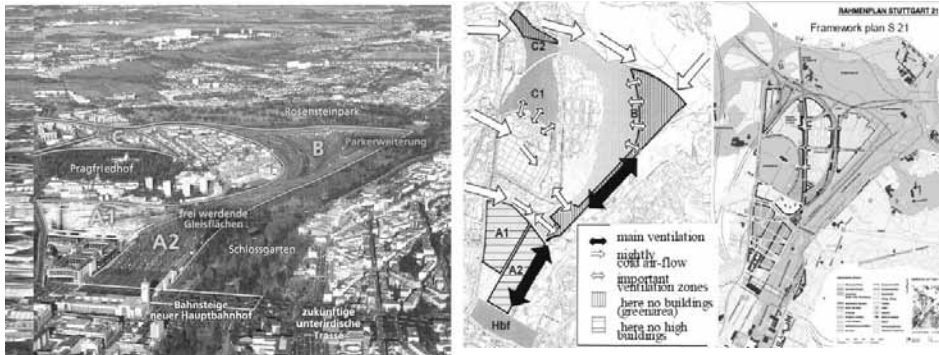 Rosensteinpark
C
B
Parkerweiterung
Pragfriedhof
A1
frei werdende
Gleisflächen
A2
Schlossgarten
Bahnsteige
neuer Hauptbahnhof
zukünftige
unterirdische
Trasse
C2
C1
B
A1
A2
Hbf
main ventilation
nightly
cold air-flow
important
ventilation zones
here no buildings
(greenarea)
here no high
buildings
RAHMENPLAN STUTTGART 21
Framework plan S 21